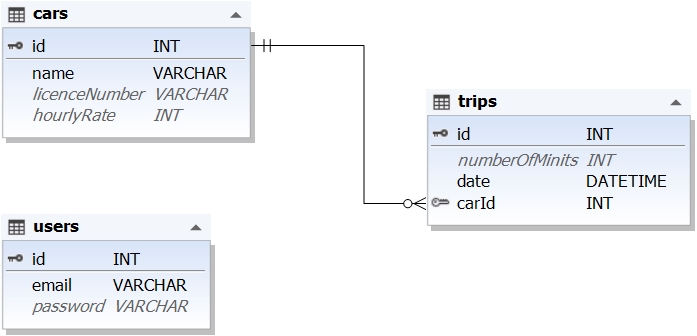 cars
id INT
name VARCHAR
licenceNumber VARCHAR
hourlyRate INT
trips
id INT
numberOfMinits INT
date DATETIME
carId INT
users
id INT
email VARCHAR
password VARCHAR